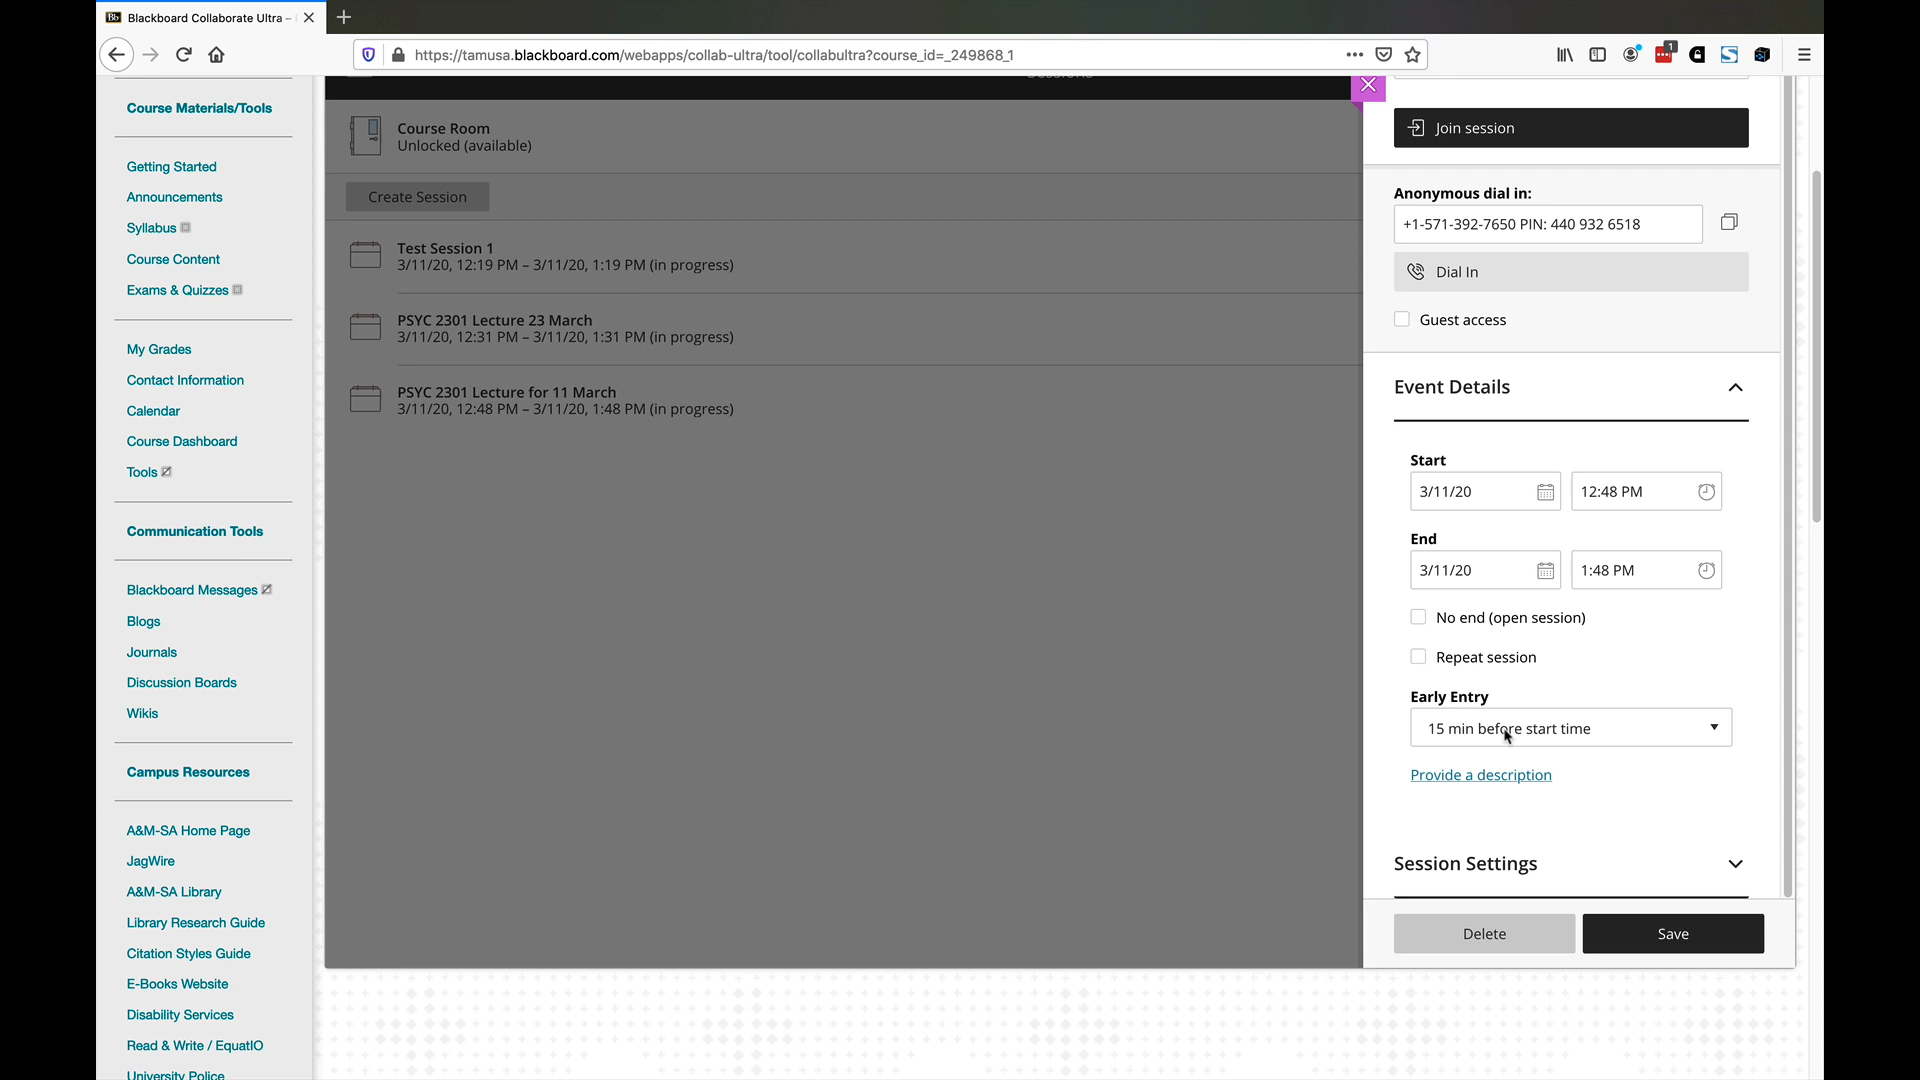 Blackboard Collaborate Ultra –
https://tamusa.blackboard.com/webapps/collab-ultra/tool/collabultra?course_id=_249868_1
1
Course Materials/Tools
Getting Started
Announcements
Syllabus
Course Content
Exams & Quizzes
My Grades
Contact Information
Calendar
Course Dashboard
Tools
Communication Tools
Blackboard Messages
Blogs
Journals
Discussion Boards
Wikis
Campus Resources
A&M-SA Home Page
JagWire
A&M-SA Library
Library Research Guide
Citation Styles Guide
E-Books Website
Disability Services
Read & Write / EquatIO
University Police
Sessions
Course Room
Unlocked (available)
Create Session
Test Session 1
3/11/20, 12:19 PM – 3/11/20, 1:19 PM (in progress)
PSYC 2301 Lecture 23 March
3/11/20, 12:31 PM – 3/11/20, 1:31 PM (in progress)
PSYC 2301 Lecture for 11 March
3/11/20, 12:48 PM – 3/11/20, 1:48 PM (in progress)
Join session
Anonymous dial in:
+1-571-392-7650 PIN: 440 932 6518
Dial In
Guest access
Event Details
Start
3/11/20 12:48 PM
End
3/11/20 1:48 PM
No end (open session)
Repeat session
Early Entry
15 min before start time
Provide a description
Session Settings
Delete Save